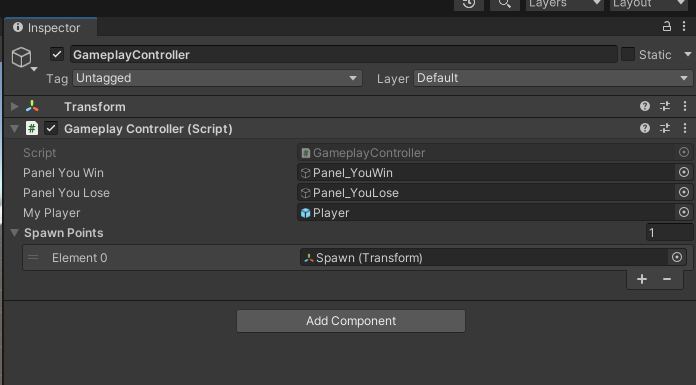 Layers Layout
Inspector
GameplayController Static
Tag Untagged Layer Default
Transform
# Gameplay Controller (Script)
Script # GameplayController
Panel You Win Panel_YouWin
Panel You Lose Panel_YouLose
My Player Player
Spawn Points 1
Element 0 Spawn (Transform)
+ −
Add Component